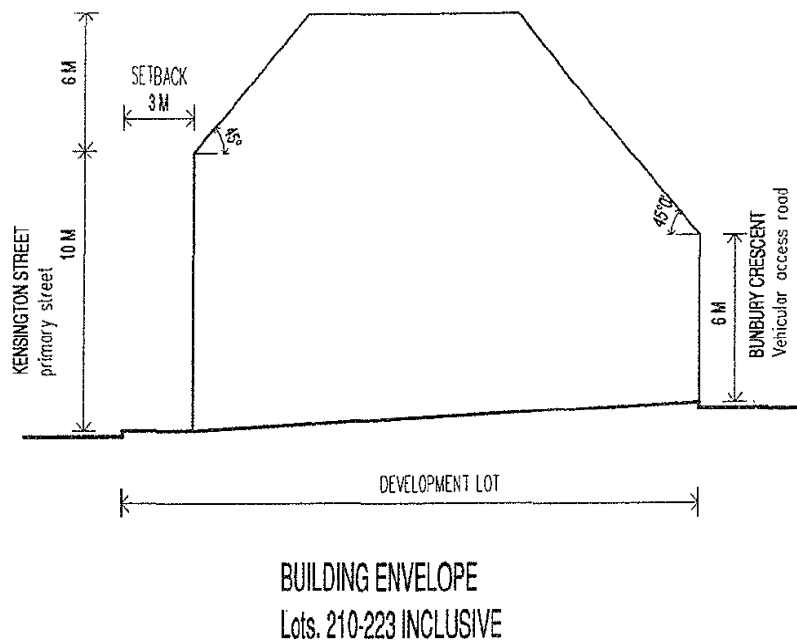 6 M
SETBACK
3 M
45°
10 M
KENSINGTON STREET
primary street
45°0'
6 M
BUNBURY CRESCENT
Vehicular access road
DEVELOPMENT LOT
BUILDING ENVELOPE
Lots. 210-223 INCLUSIVE